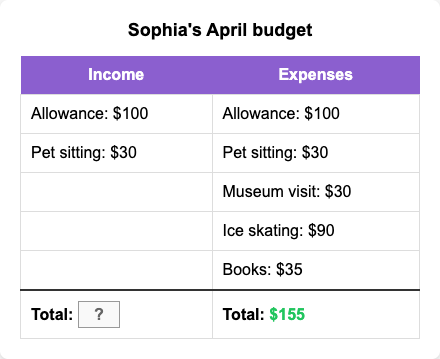 Sophia's April budget
Income Expenses
Allowance: $100 Allowance: $100
Pet sitting: $30 Pet sitting: $30
Museum visit: $30
Ice skating: $90
Books: $35
Total: ? Total: $155